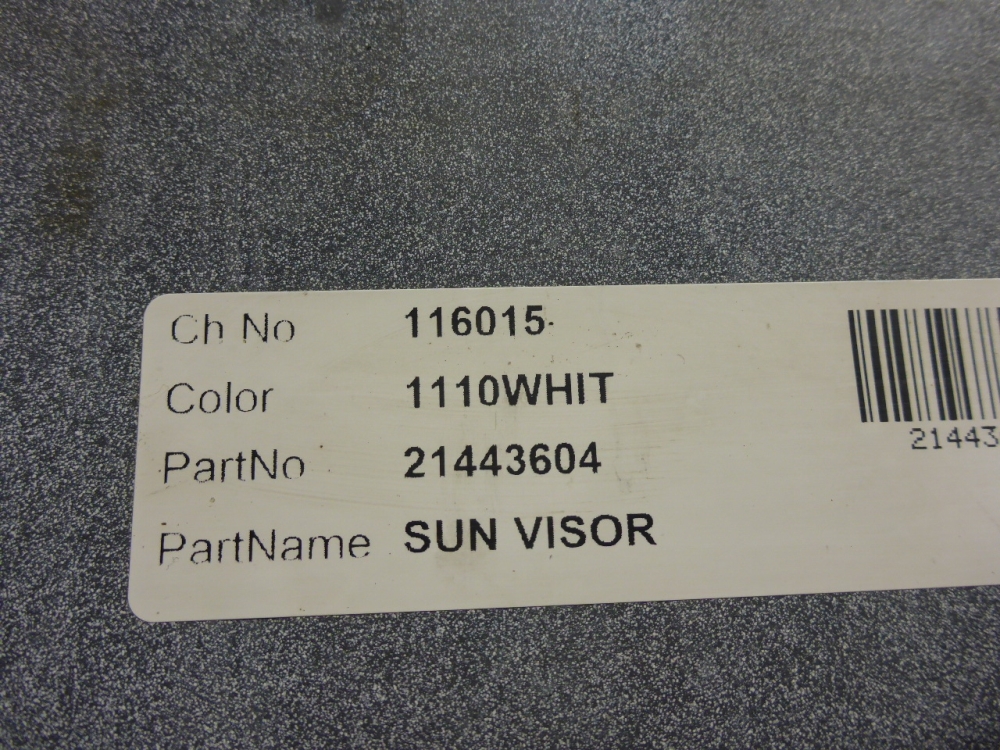 Ch No 116015
Color 1110WHIT
PartNo 21443604
PartName SUN VISOR
21443